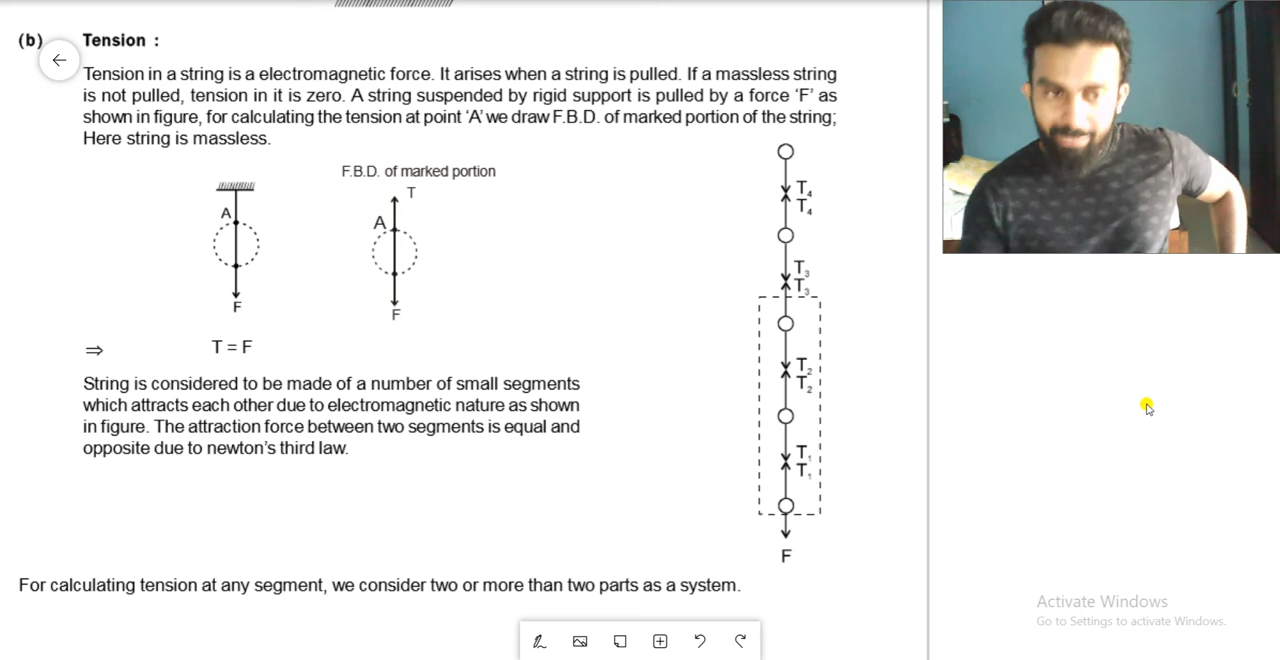 (b) Tension :
Tension in a string is a electromagnetic force. It arises when a string is pulled. If a massless string
is not pulled, tension in it is zero. A string suspended by rigid support is pulled by a force ‘F’ as
shown in figure, for calculating the tension at point ‘A’ we draw F.B.D. of marked portion of the string;
Here string is massless.
F.B.D. of marked portion
T
A
A
F
F
⇒ T = F
String is considered to be made of a number of small segments
which attracts each other due to electromagnetic nature as shown
in figure. The attraction force between two segments is equal and
opposite due to newton’s third law.
T₄
T₄
T₃
T₃
T₂
T₂
T₁
T₁
F
For calculating tension at any segment, we consider two or more than two parts as a system.
Activate Windows
Go to Settings to activate Windows.